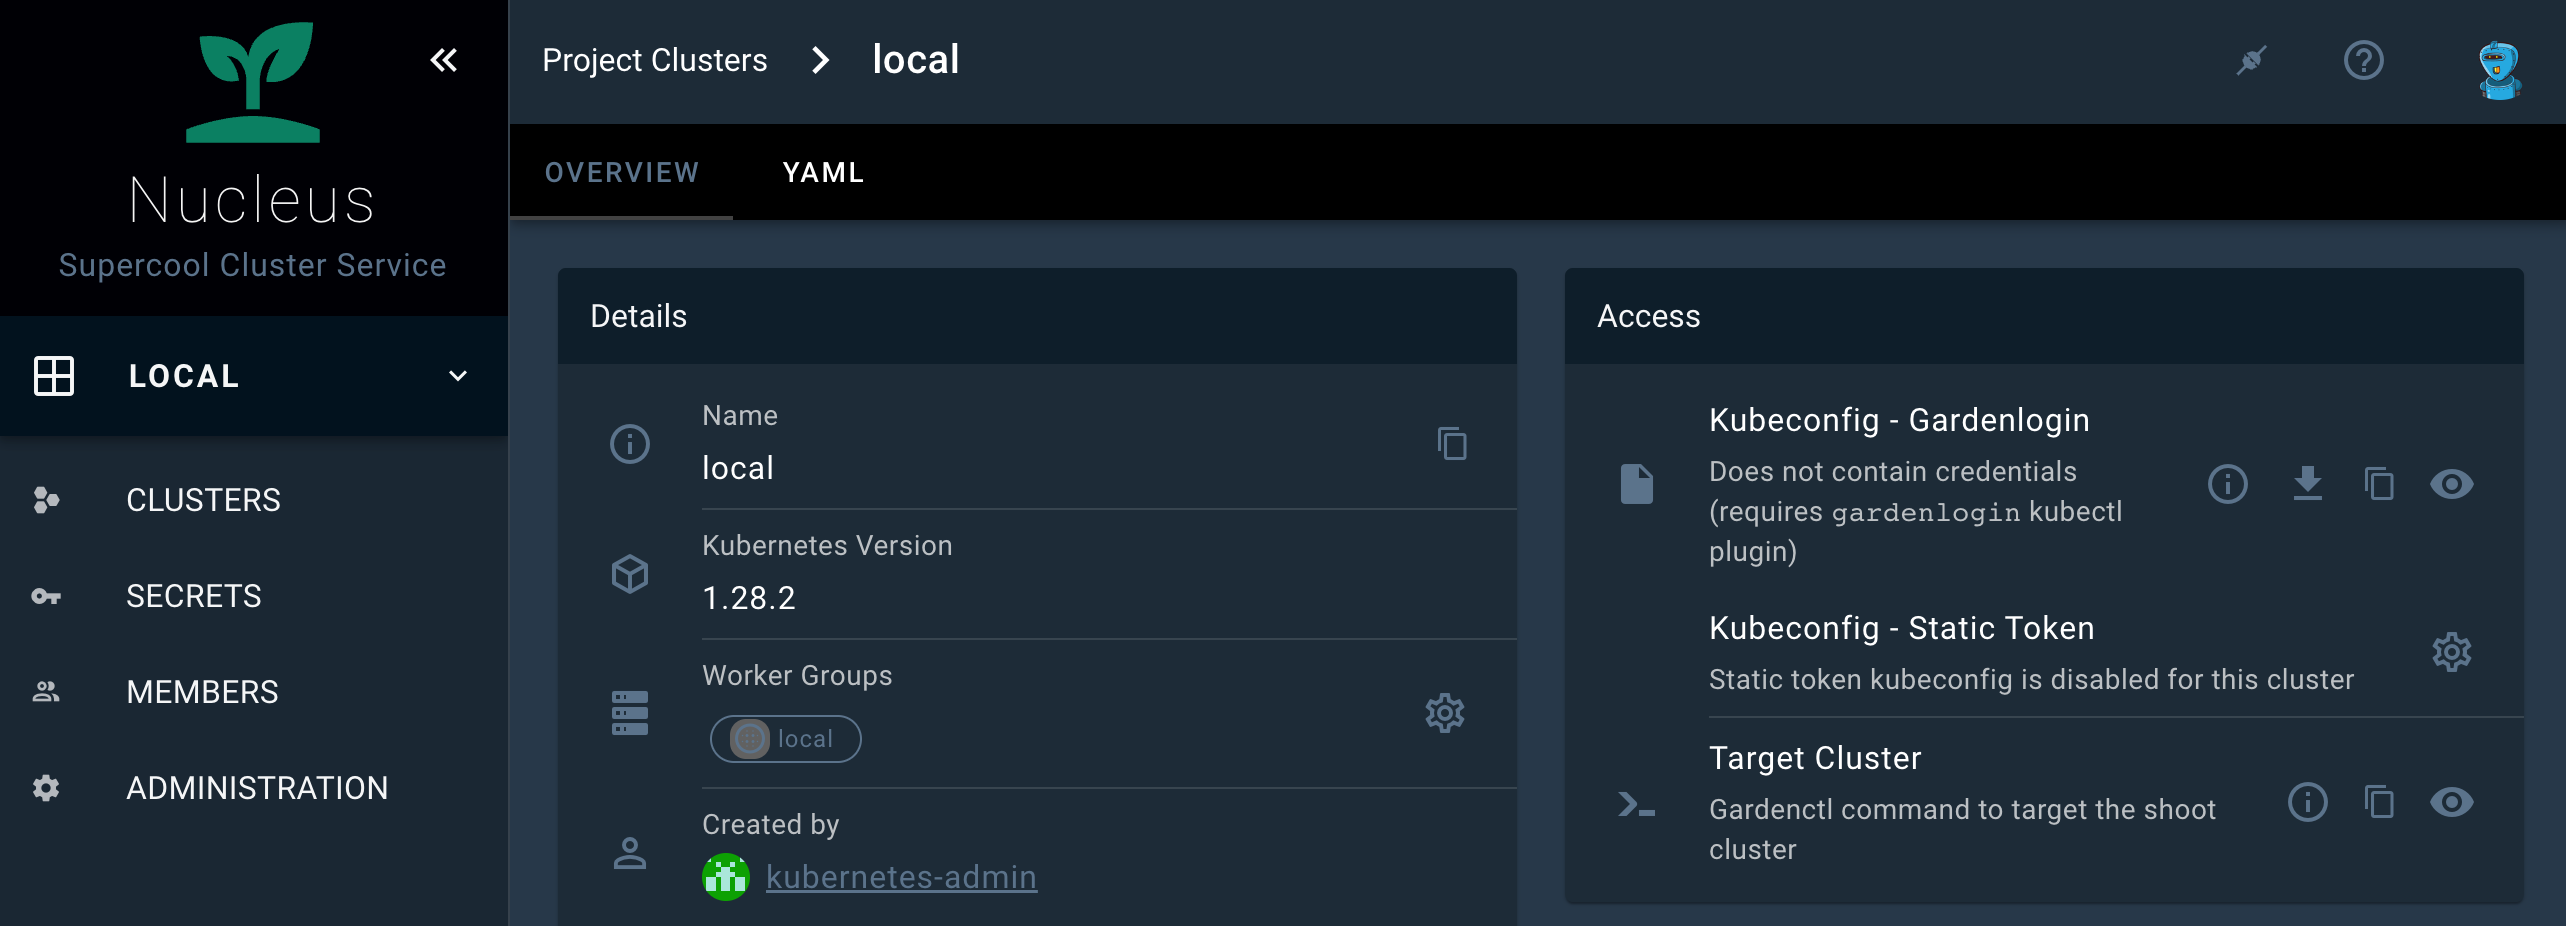 Nucleus
Supercool Cluster Service
LOCAL
CLUSTERS
SECRETS
MEMBERS
ADMINISTRATION
Project Clusters
local
OVERVIEW
YAML
Details
Name
local
Kubernetes Version
1.28.2
Worker Groups
local
Created by
kubernetes-admin
Access
Kubeconfig - Gardenlogin
Does not contain credentials
(requires gardenlogin kubectl
plugin)
Kubeconfig - Static Token
Static token kubeconfig is disabled for this cluster
Target Cluster
Gardenctl command to target the shoot
cluster